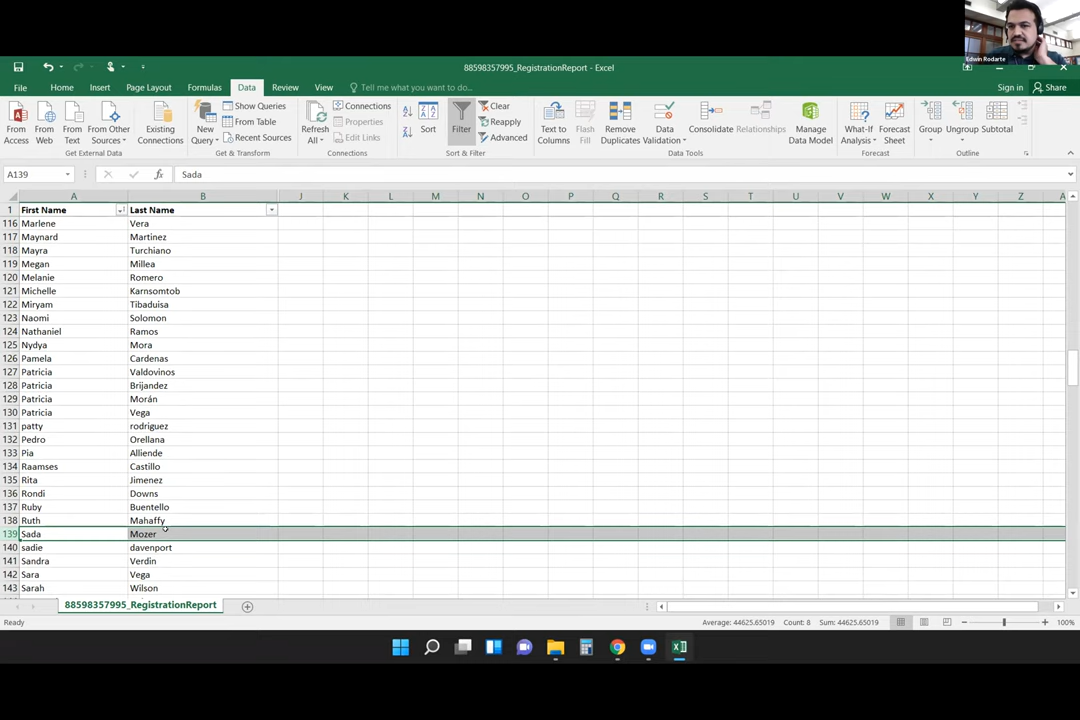 Edwin Rodarte
88598357995_RegistrationReport - Excel
File Home Insert Page Layout Formulas Data Review View Tell me what you want to do... Sign in Share
From Access
From Web
From Text
From Other Sources
Existing Connections
New Query
Show Queries
From Table
Recent Sources
Refresh All
Connections
Properties
Edit Links
Sort
Filter
Clear
Reapply
Advanced
Text to Columns
Flash Fill
Remove Duplicates
Data Validation
Consolidate
Relationships
Manage Data Model
What-If Analysis
Forecast Sheet
Group
Ungroup
Subtotal
Get External Data Get & Transform Connections Sort & Filter Data Tools Forecast Outline
A139 fx Sada
A B J K L M N O P Q R S T U V W X Y Z A
1 First Name Last Name
116 Marlene Vera
117 Maynard Martinez
118 Mayra Turchiano
119 Megan Millea
120 Melanie Romero
121 Michelle Karnsomtob
122 Miryam Tibaduisa
123 Naomi Solomon
124 Nathaniel Ramos
125 Nydya Mora
126 Pamela Cardenas
127 Patricia Valdovinos
128 Patricia Brijandez
129 Patricia Morán
130 Patricia Vega
131 patty rodriguez
132 Pedro Orellana
133 Pia Alliende
134 Raamses Castillo
135 Rita Jimenez
136 Rondi Downs
137 Ruby Buentello
138 Ruth Mahaffy
139 Sada Mozer
140 sadie davenport
141 Sandra Verdin
142 Sara Vega
143 Sarah Wilson
88598357995_RegistrationReport
Ready Average: 44625.65019 Count: 8 Sum: 44625.65019 100%